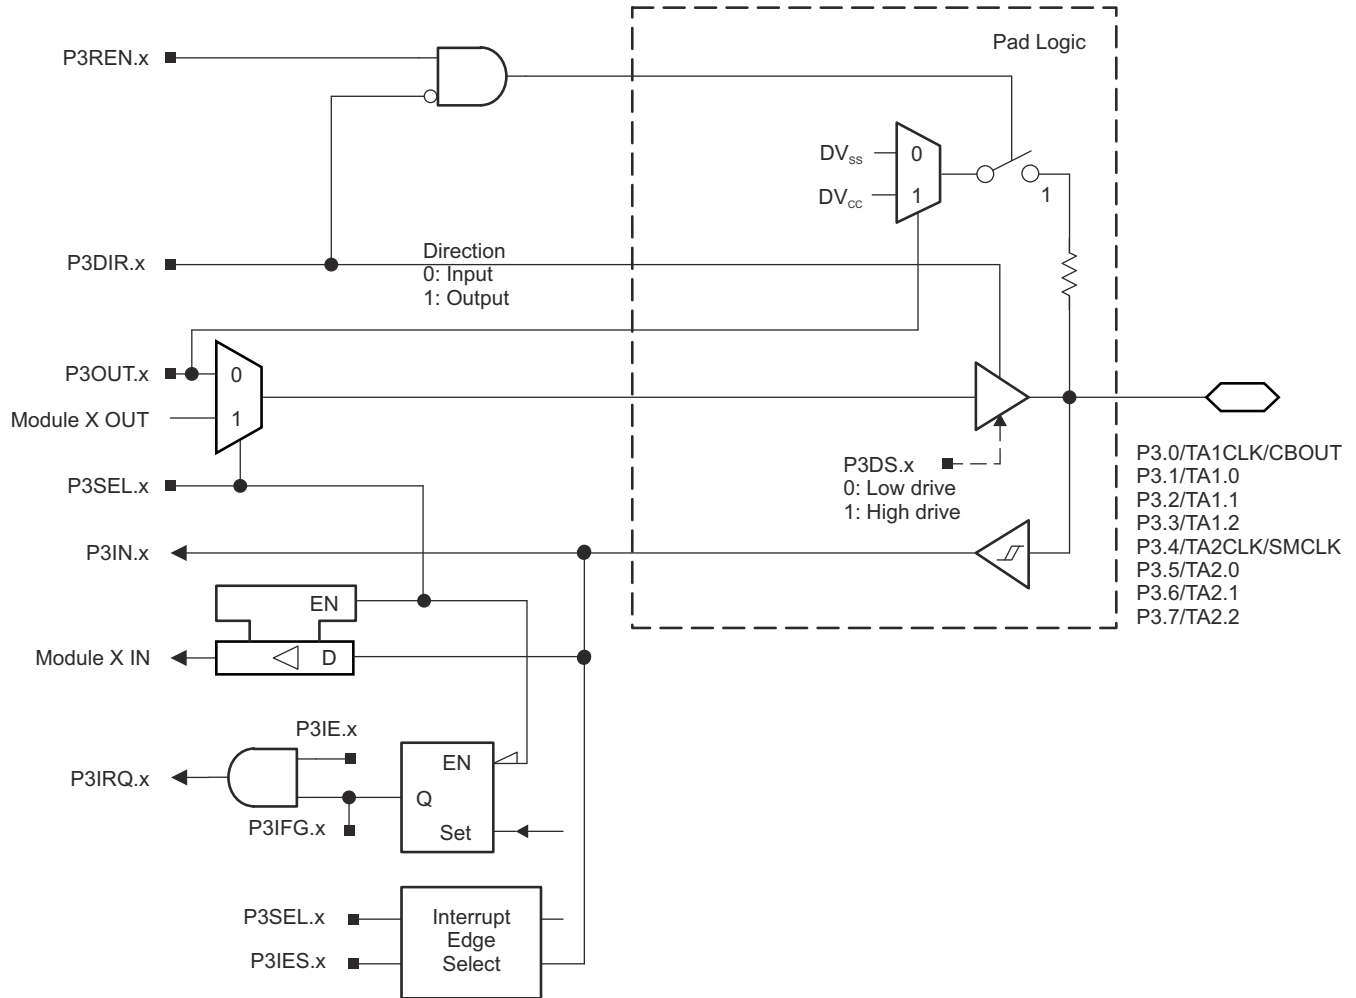 Pad Logic
P3REN.x
DVSS
0
DVCC
1
1
P3DIR.x
Direction
0: Input
1: Output
P3OUT.x
0
Module X OUT
1
P3SEL.x
P3DS.x
0: Low drive
1: High drive
P3.0/TA1CLK/CBOUT
P3.1/TA1.0
P3.2/TA1.1
P3.3/TA1.2
P3.4/TA2CLK/SMCLK
P3.5/TA2.0
P3.6/TA2.1
P3.7/TA2.2
P3IN.x
EN
Module X IN
D
P3IE.x
P3IRQ.x
EN
Q
P3IFG.x
Set
P3SEL.x
P3IES.x
Interrupt
Edge
Select